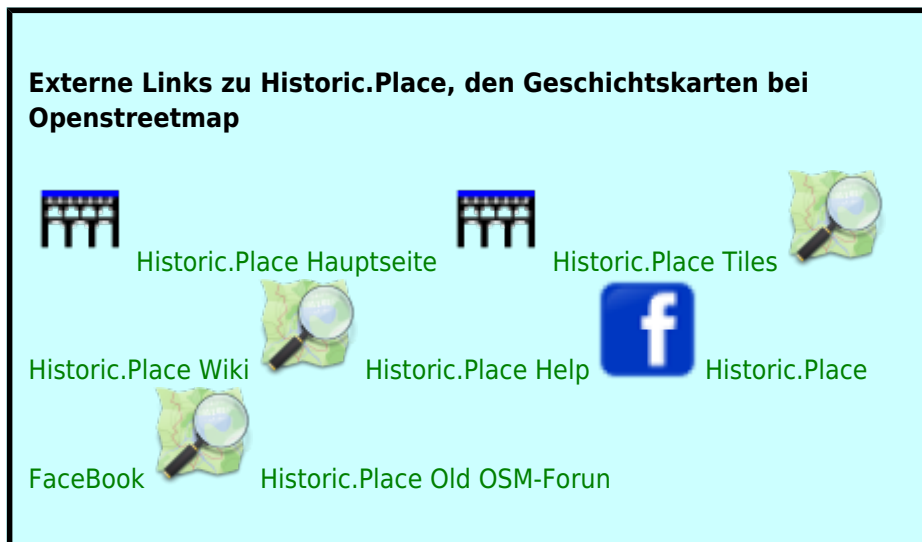 Externe Links zu Historic.Place, den Geschichtskarten bei
Openstreetmap
Historic.Place Hauptseite Historic.Place Tiles
Historic.Place Wiki Historic.Place Help Historic.Place
FaceBook Historic.Place Old OSM-Forun